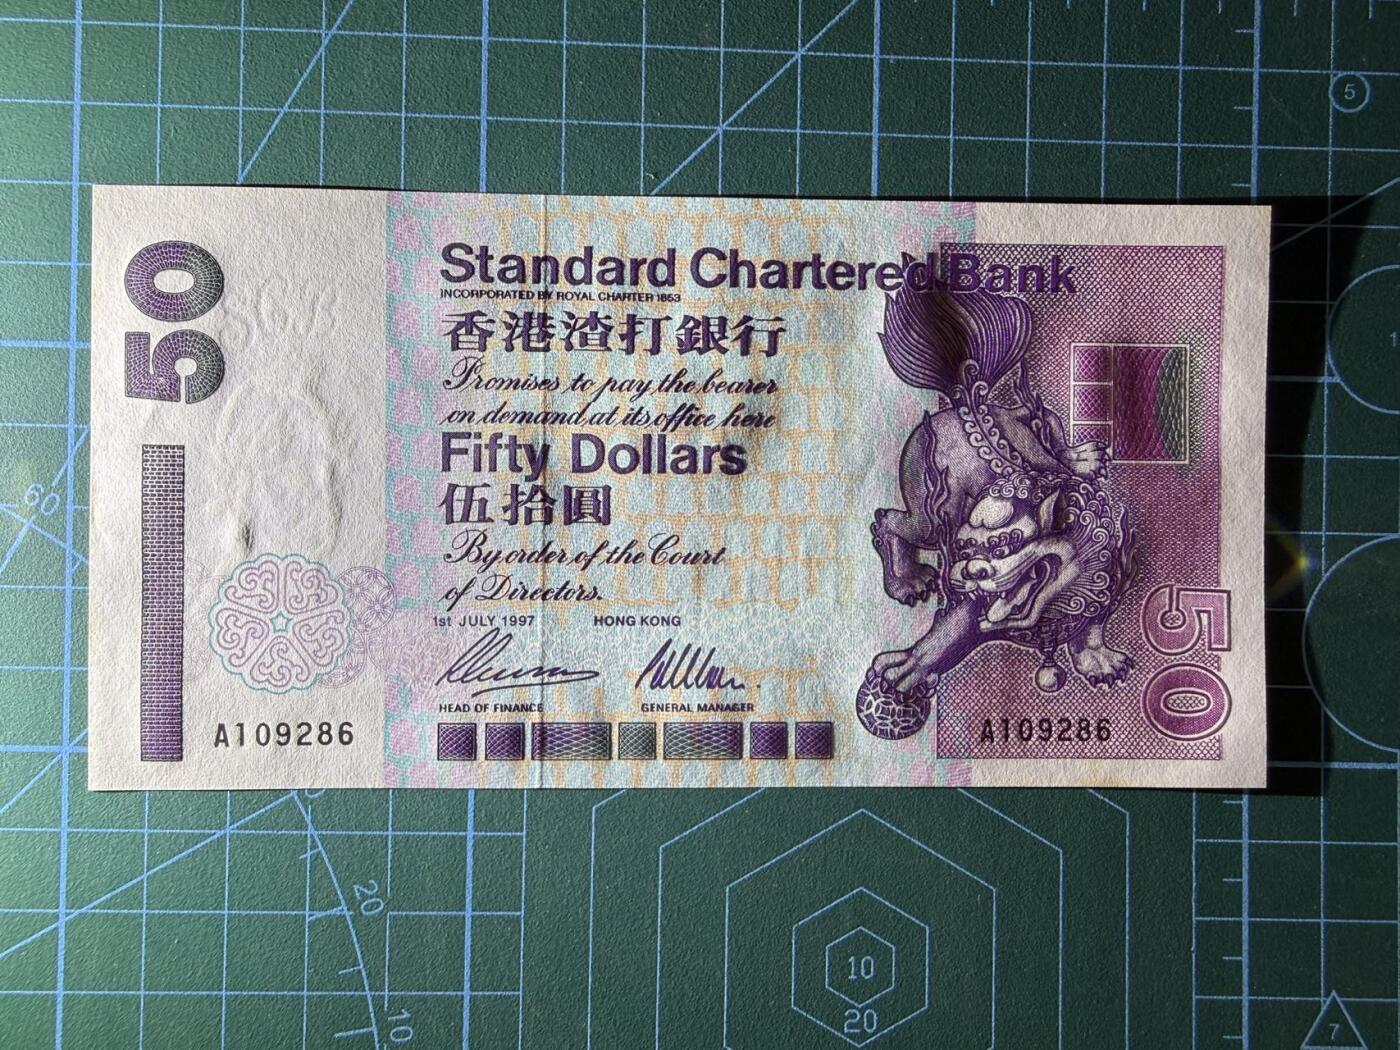 50
Standard Chartered Bank
INCORPORATED BY ROYAL CHARTER 1853
香港渣打銀行
Promises to pay the bearer
on demand at its office here
Fifty Dollars
伍拾圓
By order of the Court
of Directors.
1st JULY 1997 HONG KONG
HEAD OF FINANCE GENERAL MANAGER
A109286
A109286
50
5
60
20
10
10
20
7